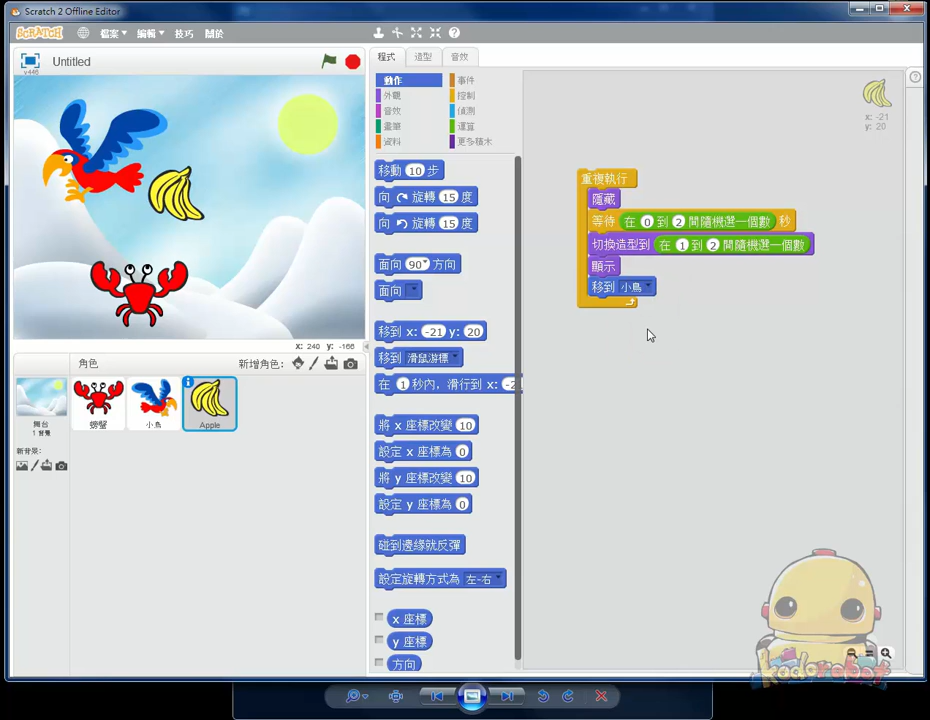 Scratch 2 Offline Editor
SCRATCH 檔案▼ 編輯▼ 技巧 關於
v446 Untitled
程式 造型 音效
動作 事件
外觀 控制
音效 偵測
畫筆 運算
資料 更多積木
x: -21
y: 20
移動 10 步
向 旋轉 15 度
向 旋轉 15 度
面向 90▼ 方向
面向 ▼
移到 x: -21 y: 20
移到 滑鼠游標▼
在 1 秒內, 滑行到 x: -2
將 x 座標改變 10
設定 x 座標為 0
將 y 座標改變 10
設定 y 座標為 0
碰到邊緣就反彈
設定旋轉方式為 左-右▼
x 座標
y 座標
方向
重複執行
隱藏
等待 在 0 到 2 間隨機選一個數 秒
切換造型到 在 1 到 2 間隨機選一個數
顯示
移到 小鳥▼
x: 240 y: -166
角色 新增角色:
舞台
1 背景
新背景:
螃蟹
小鳥
Apple
kodorobot